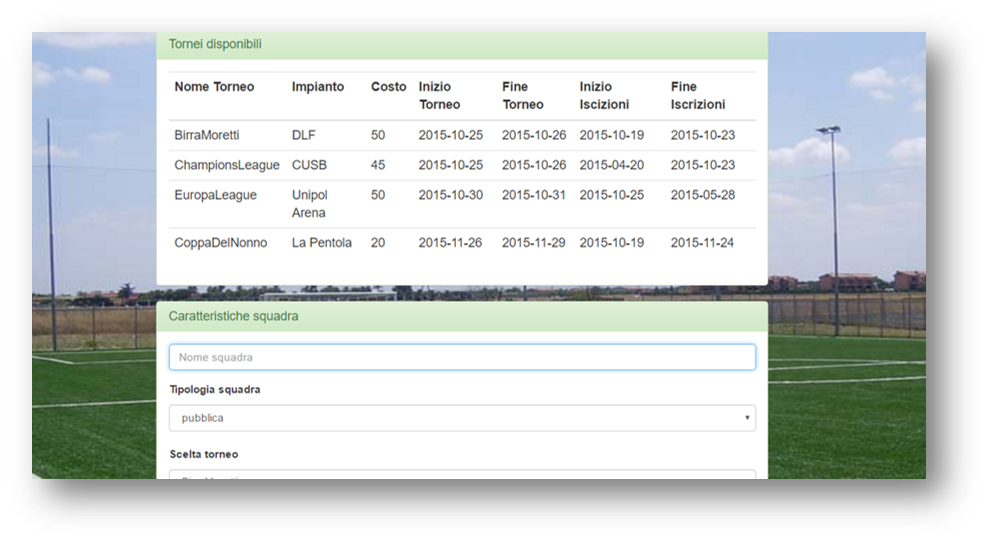 Tornei disponibili
Nome Torneo Impianto Costo Inizio Torneo Fine Torneo Inizio Iscizioni Fine Iscrizioni
BirraMoretti DLF 50 2015-10-25 2015-10-26 2015-10-19 2015-10-23
ChampionsLeague CUSB 45 2015-10-25 2015-10-26 2015-04-20 2015-10-23
EuropaLeague Unipol Arena 50 2015-10-30 2015-10-31 2015-10-25 2015-05-28
CoppaDelNonno La Pentola 20 2015-11-26 2015-11-29 2015-10-19 2015-11-24
Caratteristiche squadra
Nome squadra
Tipologia squadra
pubblica
Scelta torneo